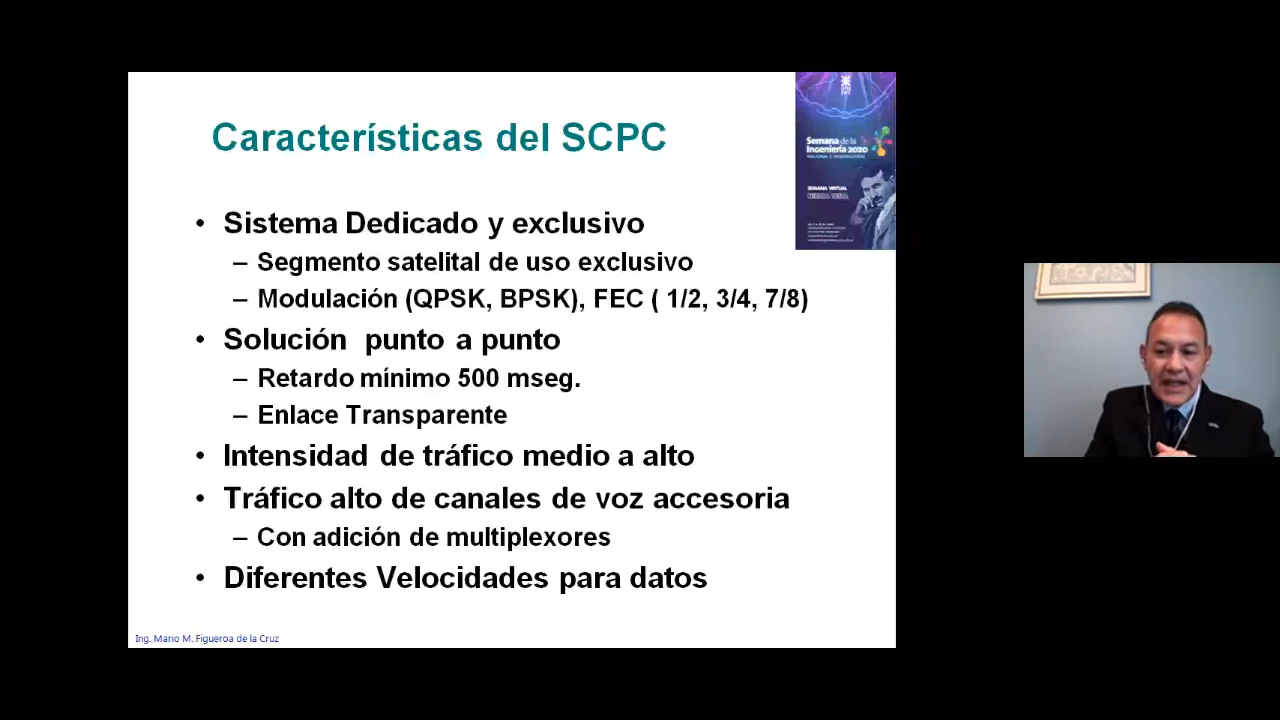 Características del SCPC
• Sistema Dedicado y exclusivo
– Segmento satelital de uso exclusivo
– Modulación (QPSK, BPSK), FEC ( 1/2, 3/4, 7/8)
• Solución punto a punto
– Retardo mínimo 500 mseg.
– Enlace Transparente
• Intensidad de tráfico medio a alto
• Tráfico alto de canales de voz accesoria
– Con adición de multiplexores
• Diferentes Velocidades para datos
Ing. Mario M. Figueroa de la Cruz
Semana de la
Ingeniería 2020
SEMANA VIRTUAL